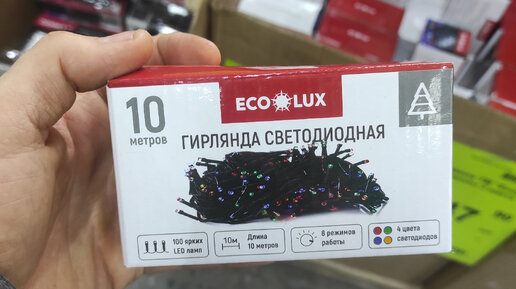 ECO LUX
10
метров
ГИРЛЯНДА СВЕТОДИОДНАЯ
100 ярких
LED ламп
10м
Длина
10 метров
8 режимов
работы
4 цвета
светодиодов